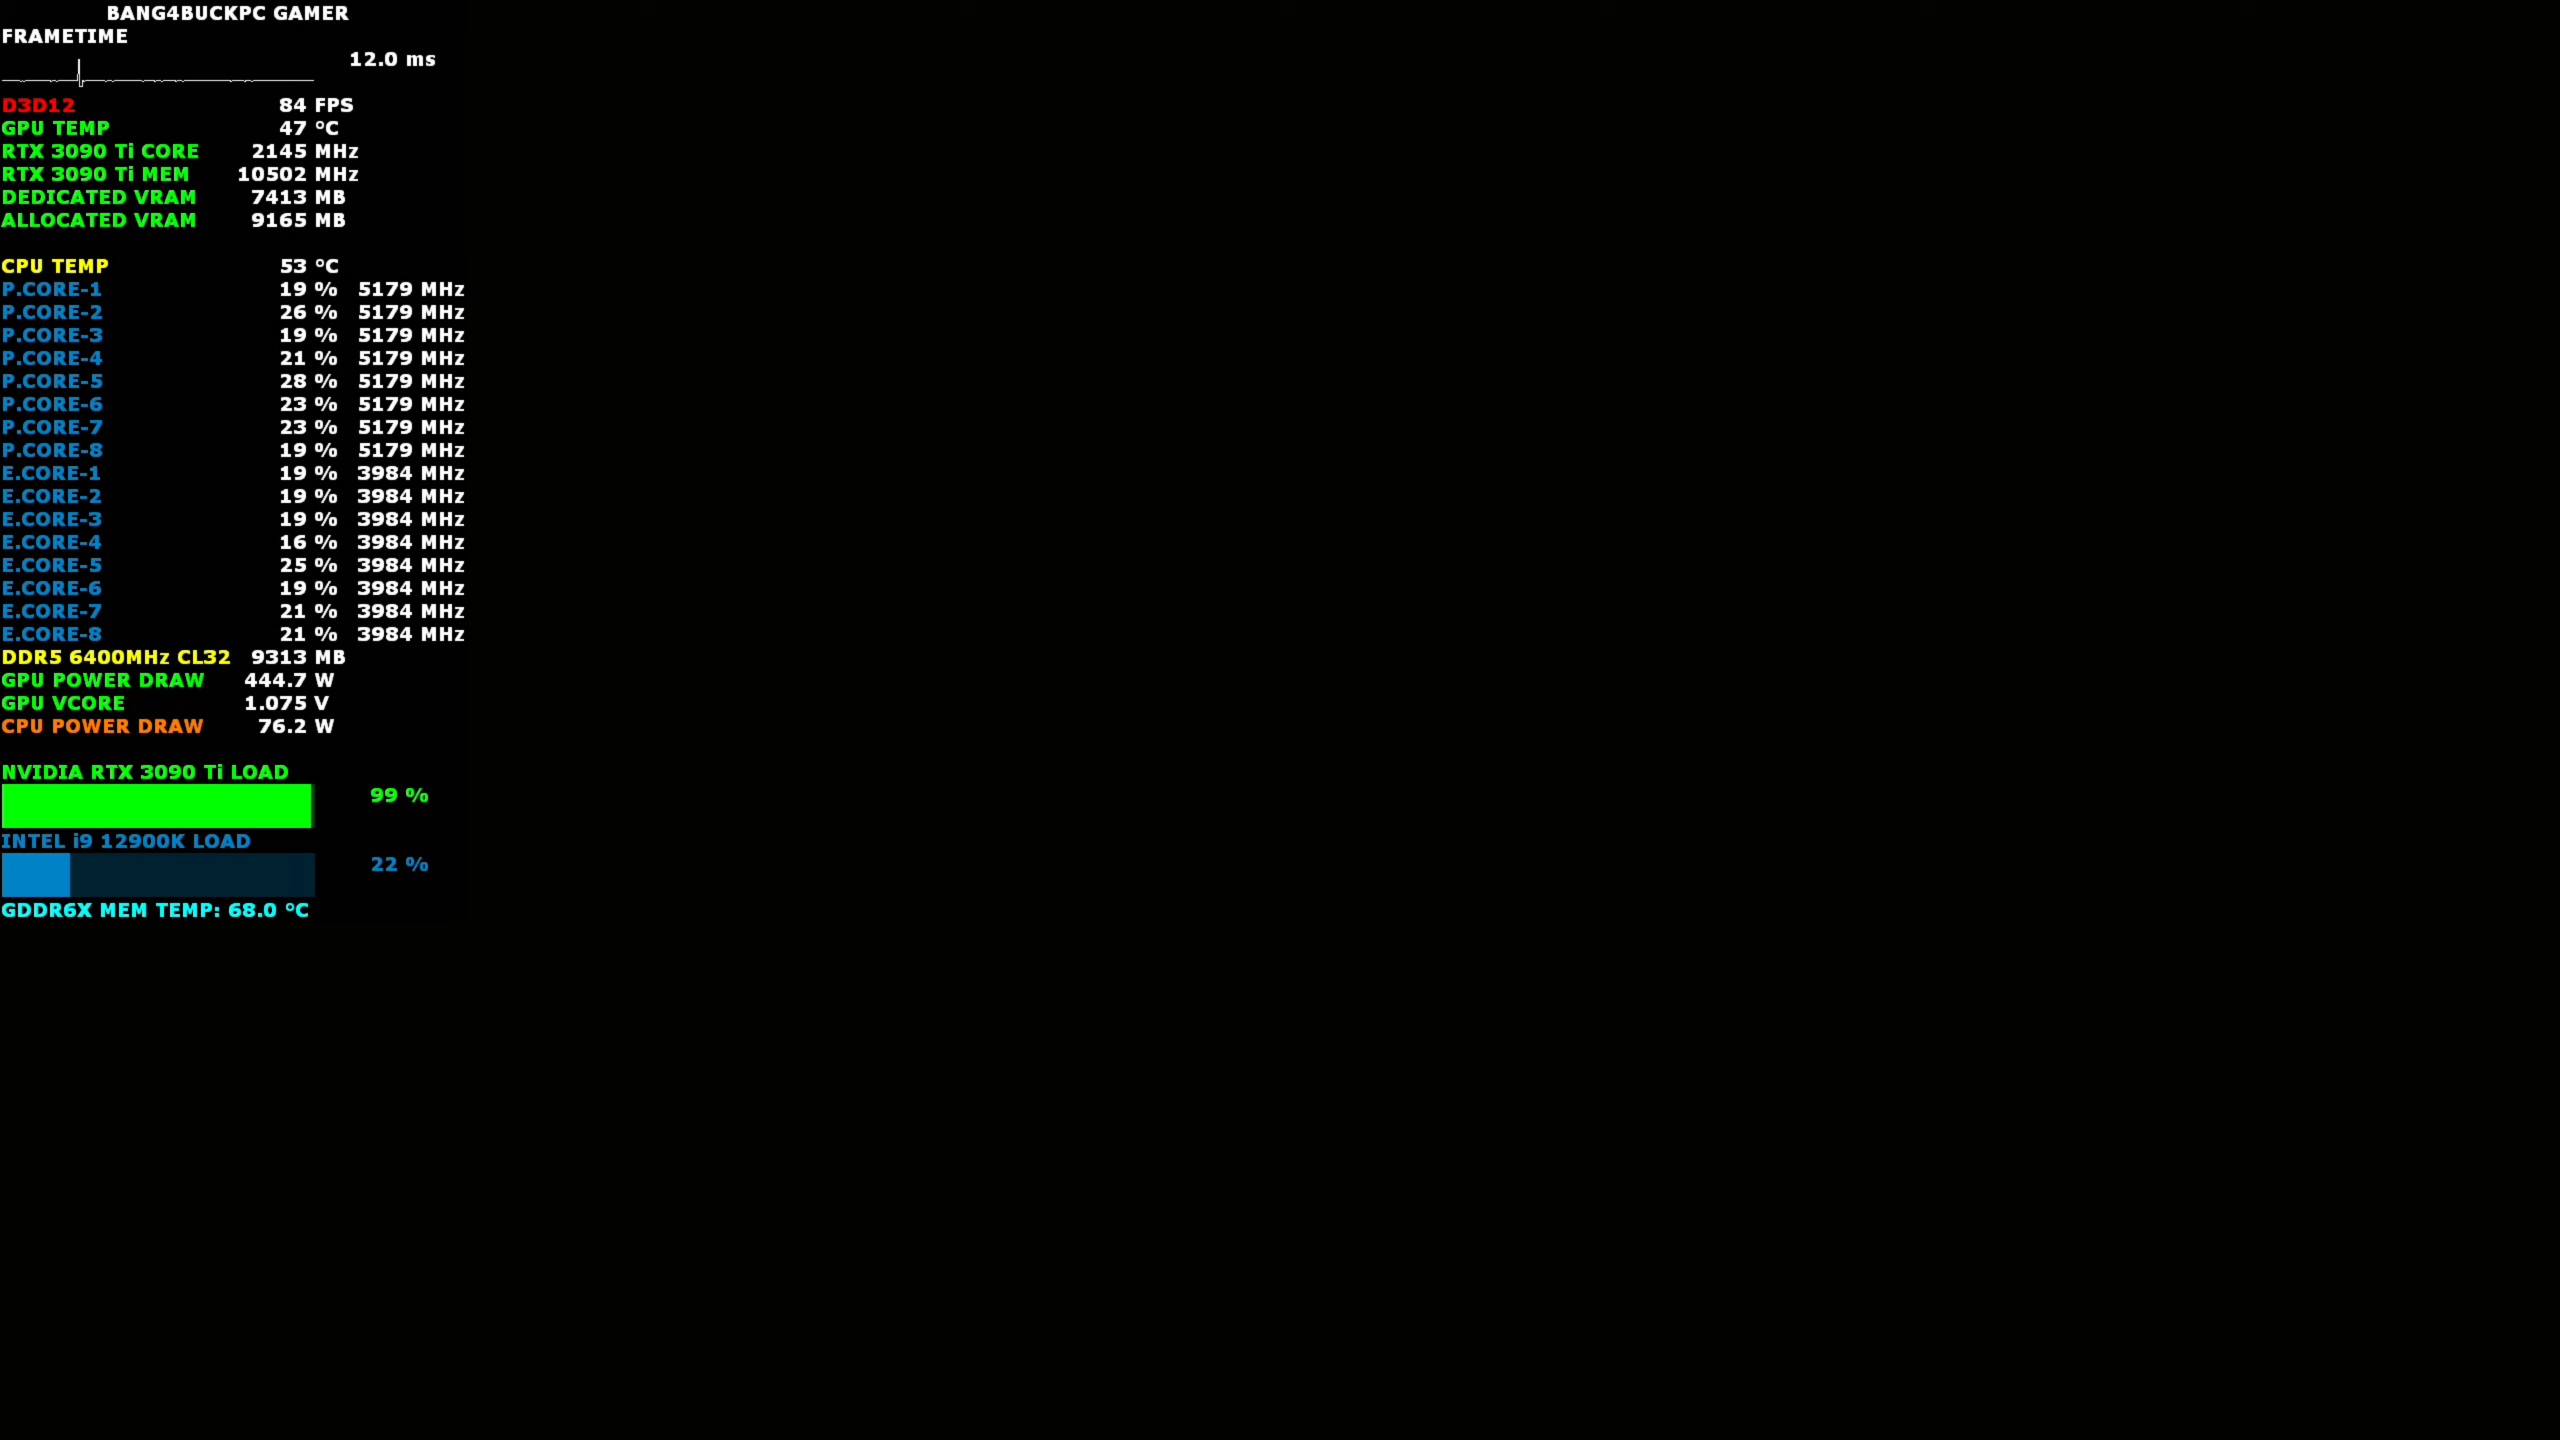 BANG4BUCKPC GAMER
FRAMETIME
12.0 ms
D3D12 84 FPS
GPU TEMP 47 °C
RTX 3090 Ti CORE 2145 MHz
RTX 3090 Ti MEM 10502 MHz
DEDICATED VRAM 7413 MB
ALLOCATED VRAM 9165 MB
CPU TEMP 53 °C
P.CORE-1 19 % 5179 MHz
P.CORE-2 26 % 5179 MHz
P.CORE-3 19 % 5179 MHz
P.CORE-4 21 % 5179 MHz
P.CORE-5 28 % 5179 MHz
P.CORE-6 23 % 5179 MHz
P.CORE-7 23 % 5179 MHz
P.CORE-8 19 % 5179 MHz
E.CORE-1 19 % 3984 MHz
E.CORE-2 19 % 3984 MHz
E.CORE-3 19 % 3984 MHz
E.CORE-4 16 % 3984 MHz
E.CORE-5 25 % 3984 MHz
E.CORE-6 19 % 3984 MHz
E.CORE-7 21 % 3984 MHz
E.CORE-8 21 % 3984 MHz
DDR5 6400MHz CL32 9313 MB
GPU POWER DRAW 444.7 W
GPU VCORE 1.075 V
CPU POWER DRAW 76.2 W
NVIDIA RTX 3090 Ti LOAD
99 %
INTEL i9 12900K LOAD
22 %
GDDR6X MEM TEMP: 68.0 °C